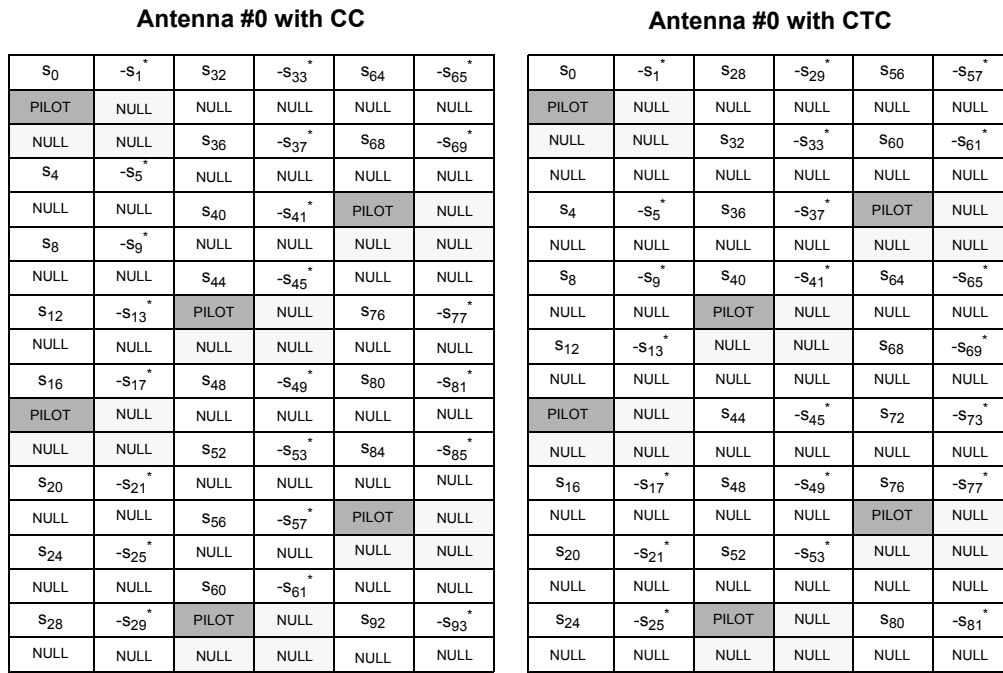 Antenna #0 with CC
s0 -s1* s32 -s33* s64 -s65*
PILOT NULL NULL NULL NULL NULL
NULL NULL s36 -s37* s68 -s69*
s4 -s5* NULL NULL NULL NULL
NULL NULL s40 -s41* PILOT NULL
s8 -s9* NULL NULL NULL NULL
NULL NULL s44 -s45* NULL NULL
s12 -s13* PILOT NULL s76 -s77*
NULL NULL NULL NULL NULL NULL
s16 -s17* s48 -s49* s80 -s81*
PILOT NULL NULL NULL NULL NULL
NULL NULL s52 -s53* s84 -s85*
s20 -s21* NULL NULL NULL NULL
NULL NULL s56 -s57* PILOT NULL
s24 -s25* NULL NULL NULL NULL
NULL NULL s60 -s61* NULL NULL
s28 -s29* PILOT NULL s92 -s93*
NULL NULL NULL NULL NULL NULL
Antenna #0 with CTC
s0 -s1* s28 -s29* s56 -s57*
PILOT NULL NULL NULL NULL NULL
NULL NULL s32 -s33* s60 -s61*
NULL NULL NULL NULL NULL NULL
s4 -s5* s36 -s37* PILOT NULL
NULL NULL NULL NULL NULL NULL
s8 -s9* s40 -s41* s64 -s65*
NULL NULL PILOT NULL NULL NULL
s12 -s13* NULL NULL s68 -s69*
NULL NULL NULL NULL NULL NULL
PILOT NULL s44 -s45* s72 -s73*
NULL NULL NULL NULL NULL NULL
s16 -s17* s48 -s49* s76 -s77*
NULL NULL NULL NULL PILOT NULL
s20 -s21* s52 -s53* NULL NULL
NULL NULL NULL NULL NULL NULL
s24 -s25* PILOT NULL s80 -s81*
NULL NULL NULL NULL NULL NULL